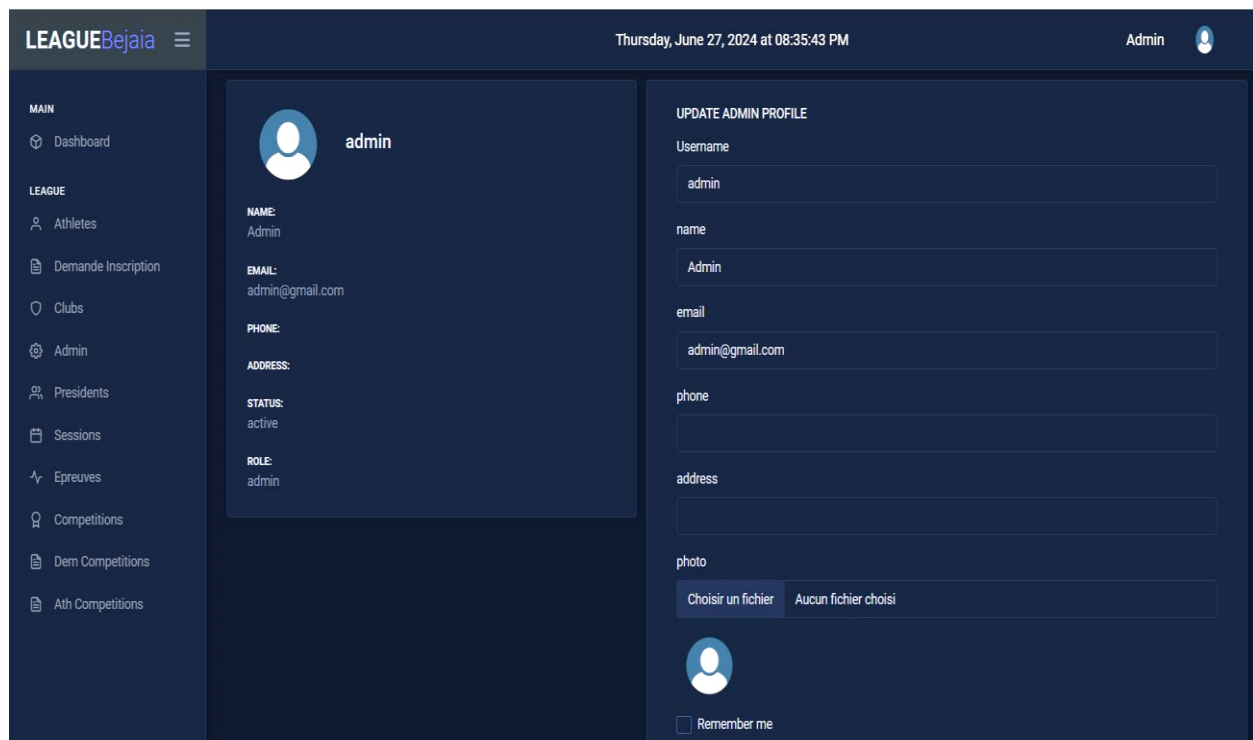 LEAGUEBejaia
Thursday, June 27, 2024 at 08:35:43 PM
Admin
MAIN
Dashboard
LEAGUE
Athletes
Demande Inscription
Clubs
Admin
Presidents
Sessions
Epreuves
Competitions
Dem Competitions
Ath Competitions
admin
NAME:
Admin
EMAIL:
admin@gmail.com
PHONE:
ADDRESS:
STATUS:
active
ROLE:
admin
UPDATE ADMIN PROFILE
Username
admin
name
Admin
email
admin@gmail.com
phone
address
photo
Choisir un fichier Aucun fichier choisi
Remember me